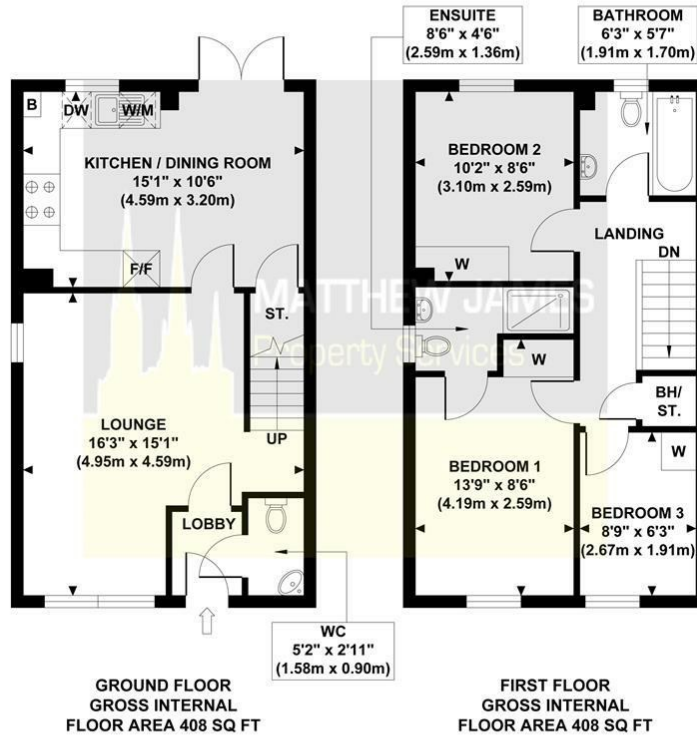 ENSUITE
8'6" x 4'6"
(2.59m x 1.36m)
BATHROOM
6'3" x 5'7"
(1.91m x 1.70m)
B
DW
W/M
KITCHEN / DINING ROOM
15'1" x 10'6"
(4.59m x 3.20m)
F/F
ST.
UP
LOUNGE
16'3" x 15'1"
(4.95m x 4.59m)
LOBBY
WC
5'2" x 2'11"
(1.58m x 0.90m)
GROUND FLOOR
GROSS INTERNAL
FLOOR AREA 408 SQ FT
BEDROOM 2
10'2" x 8'6"
(3.10m x 2.59m)
W
LANDING
DN
W
BH/
ST.
BEDROOM 1
13'9" x 8'6"
(4.19m x 2.59m)
W
BEDROOM 3
8'9" x 6'3"
(2.67m x 1.91m)
FIRST FLOOR
GROSS INTERNAL
FLOOR AREA 408 SQ FT
MATTHEW JAMES
Property Services